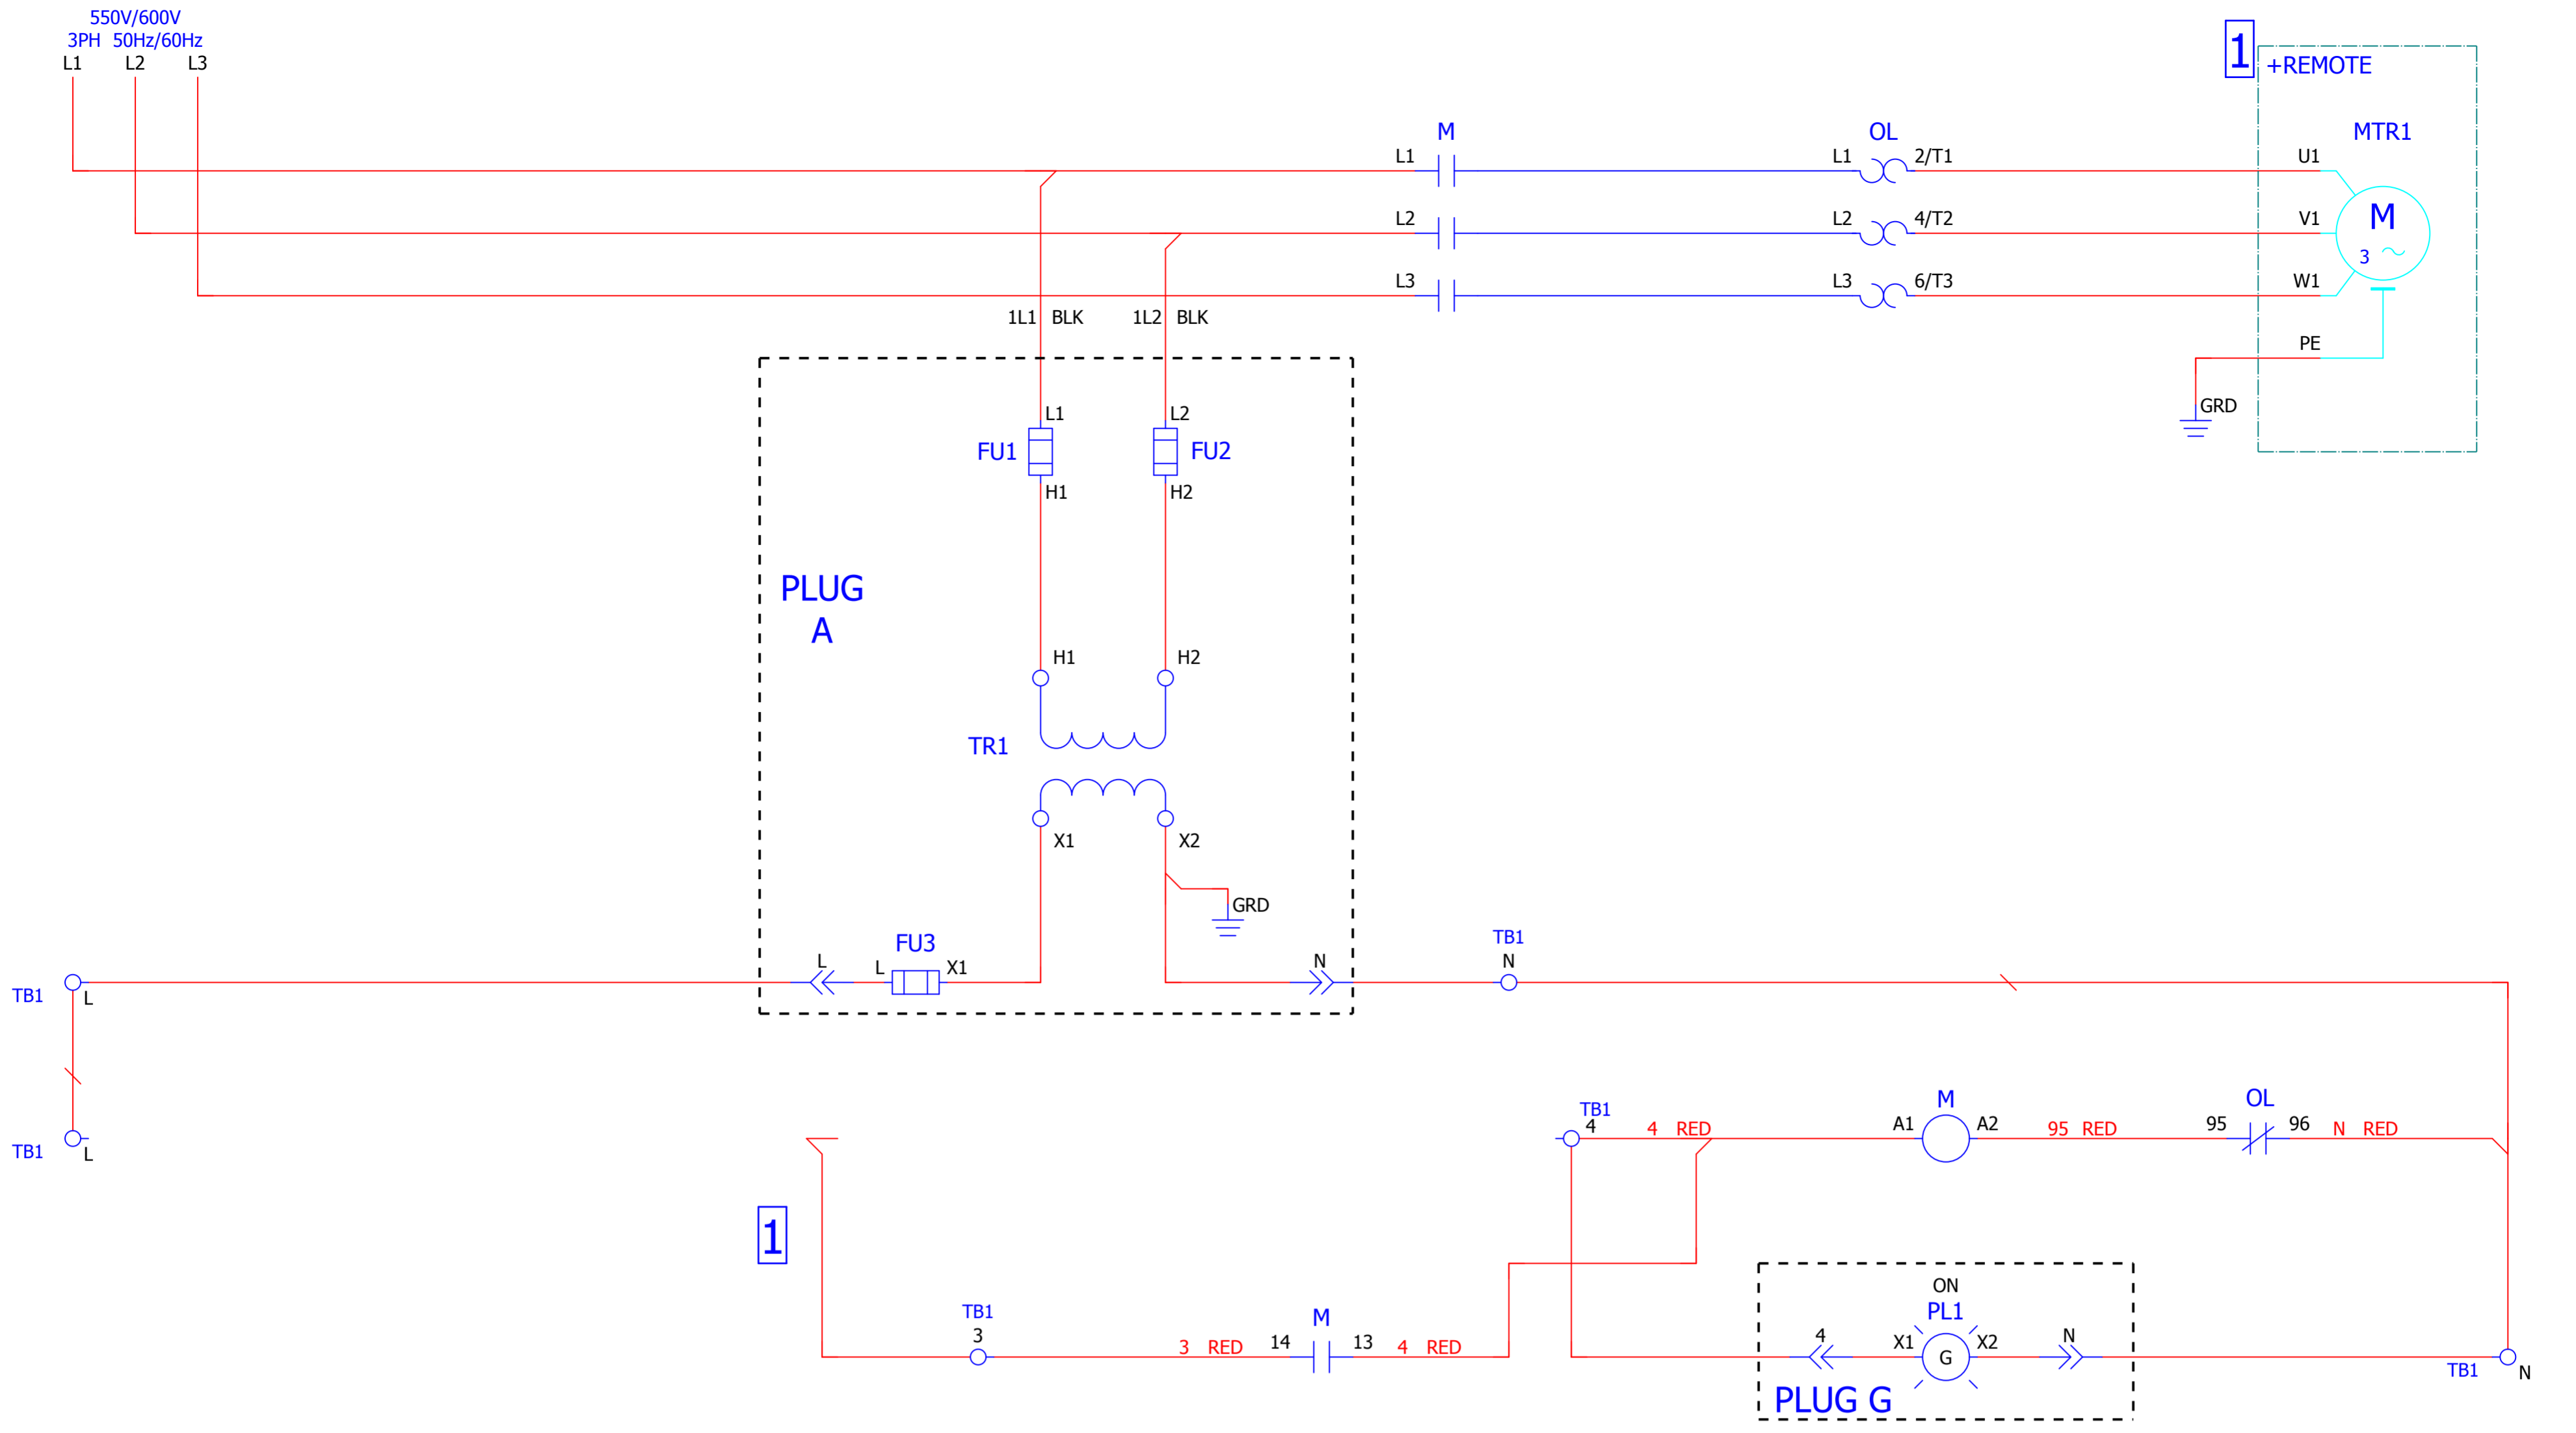 550V/600V
3PH 50Hz/60Hz
L1 L2 L3
1
+REMOTE
M OL MTR1
L1 L1 2/T1 U1
L2 L2 4/T2 V1
M
3
L3 L3 6/T3 W1
1L1 BLK 1L2 BLK
PE
GRD
L1 L2
FU1 FU2
H1 H2
PLUG
A
H1 H2
TR1
X1 X2
GRD
FU3
L L X1 N
TB1
N
TB1 L
TB1
4
4 RED A1 M A2 95 RED 95 OL 96 N RED
TB1 L
1
ON
PL1
TB1
3
3 RED 14 M 13 4 RED
4 X1 G X2 N
TB1 N
PLUG G